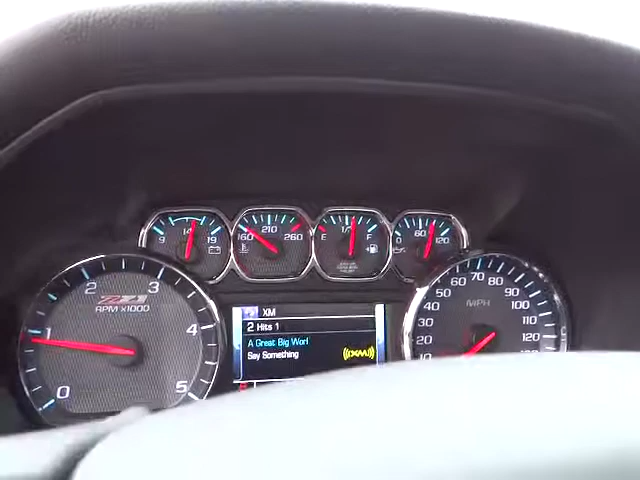 9 14 19
160 210 260
E 1/2 F
0 60 120
0 1 2 3 4 5
Z71
RPM x1000
XM
2 Hits 1
A Great Big Worl
Say Something
((XM))
10 20 30 40 50 60 70 80 90 100 110 120
MPH